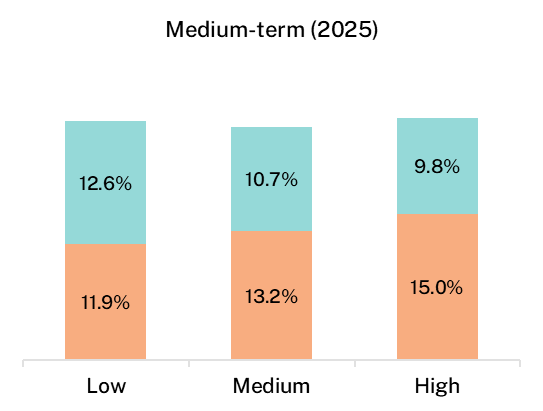 Medium-term (2025)
12.6%
10.7%
9.8%
11.9%
13.2%
15.0%
Low
Medium
High